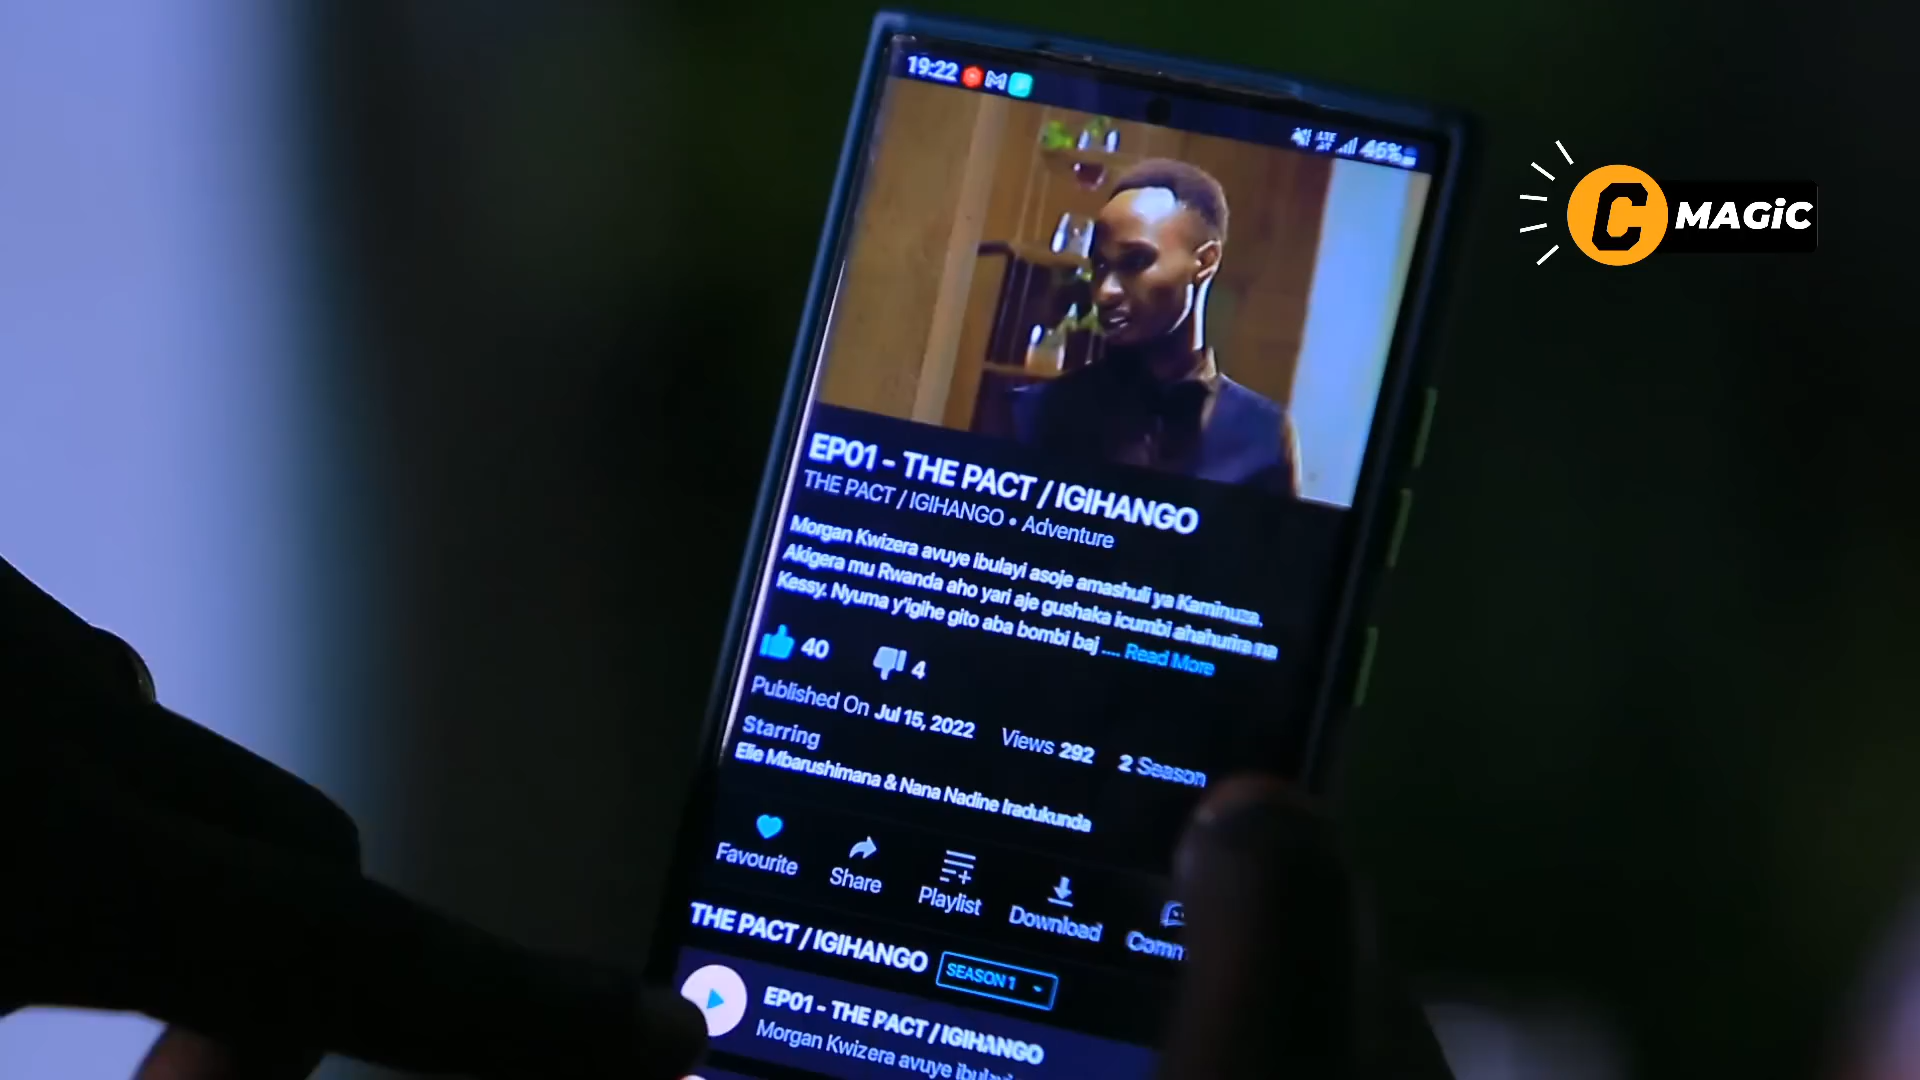 19:22
LTE
46%
C MAGiC
EP01 - THE PACT / IGIHANGO
THE PACT / IGIHANGO • Adventure
Morgan Kwizera avuye ibulayi asoje amashuli ya Kaminuza.
Akigera mu Rwanda aho yari aje gushaka icumbi ahahurira na
Kessy. Nyuma y'igihe gito aba bombi baj .... Read More
40
4
Published On Jul 15, 2022
Views 292
2 Season
Starring
Elie Mbarushimana & Nana Nadine Iradukunda
Favourite
Share
Playlist
Download
Comm
THE PACT / IGIHANGO
SEASON 1
EP01 - THE PACT / IGIHANGO
Morgan Kwizera avuye ibulayi